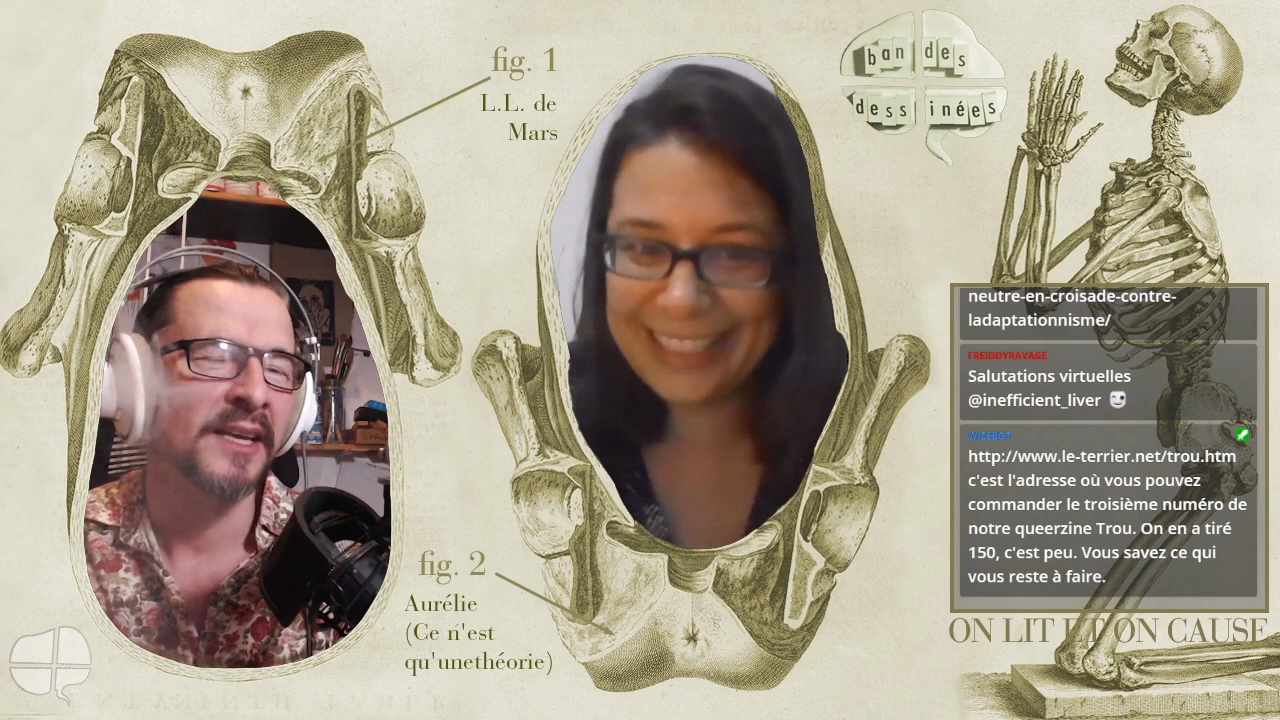 fig. 1
L.L. de
Mars
ban des
dess inées
neutre-en-croisade-contre-
ladaptationnisme/
FREIDDYRAVAGE
Salutations virtuelles
@inefficient_liver
WIZEBOT
http://www.le-terrier.net/trou.htm
c'est l'adresse où vous pouvez
commander le troisième numéro de
notre queerzine Trou. On en a tiré
150, c'est peu. Vous savez ce qui
vous reste à faire.
fig. 2
Aurélie
(Ce n'est
qu'unethéorie)
ON LIT ET ON CAUSE